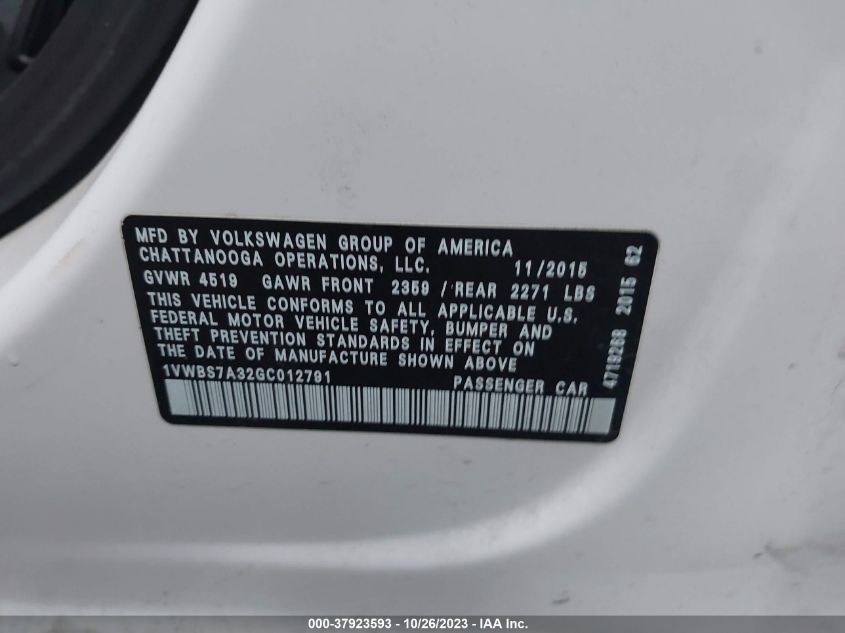 MFD BY VOLKSWAGEN GROUP OF AMERICA
CHATTANOOGA OPERATIONS, LLC. 11/2015
GVWR 4519 GAWR FRONT 2359 / REAR 2271 LBS
THIS VEHICLE CONFORMS TO ALL APPLICABLE U.S.
FEDERAL MOTOR VEHICLE SAFETY, BUMPER AND
THEFT PREVENTION STANDARDS IN EFFECT ON
THE DATE OF MANUFACTURE SHOWN ABOVE
1VWBS7A32GC012791 PASSENGER CAR
4719268 2015 62
000-37923593 - 10/26/2023 - IAA Inc.